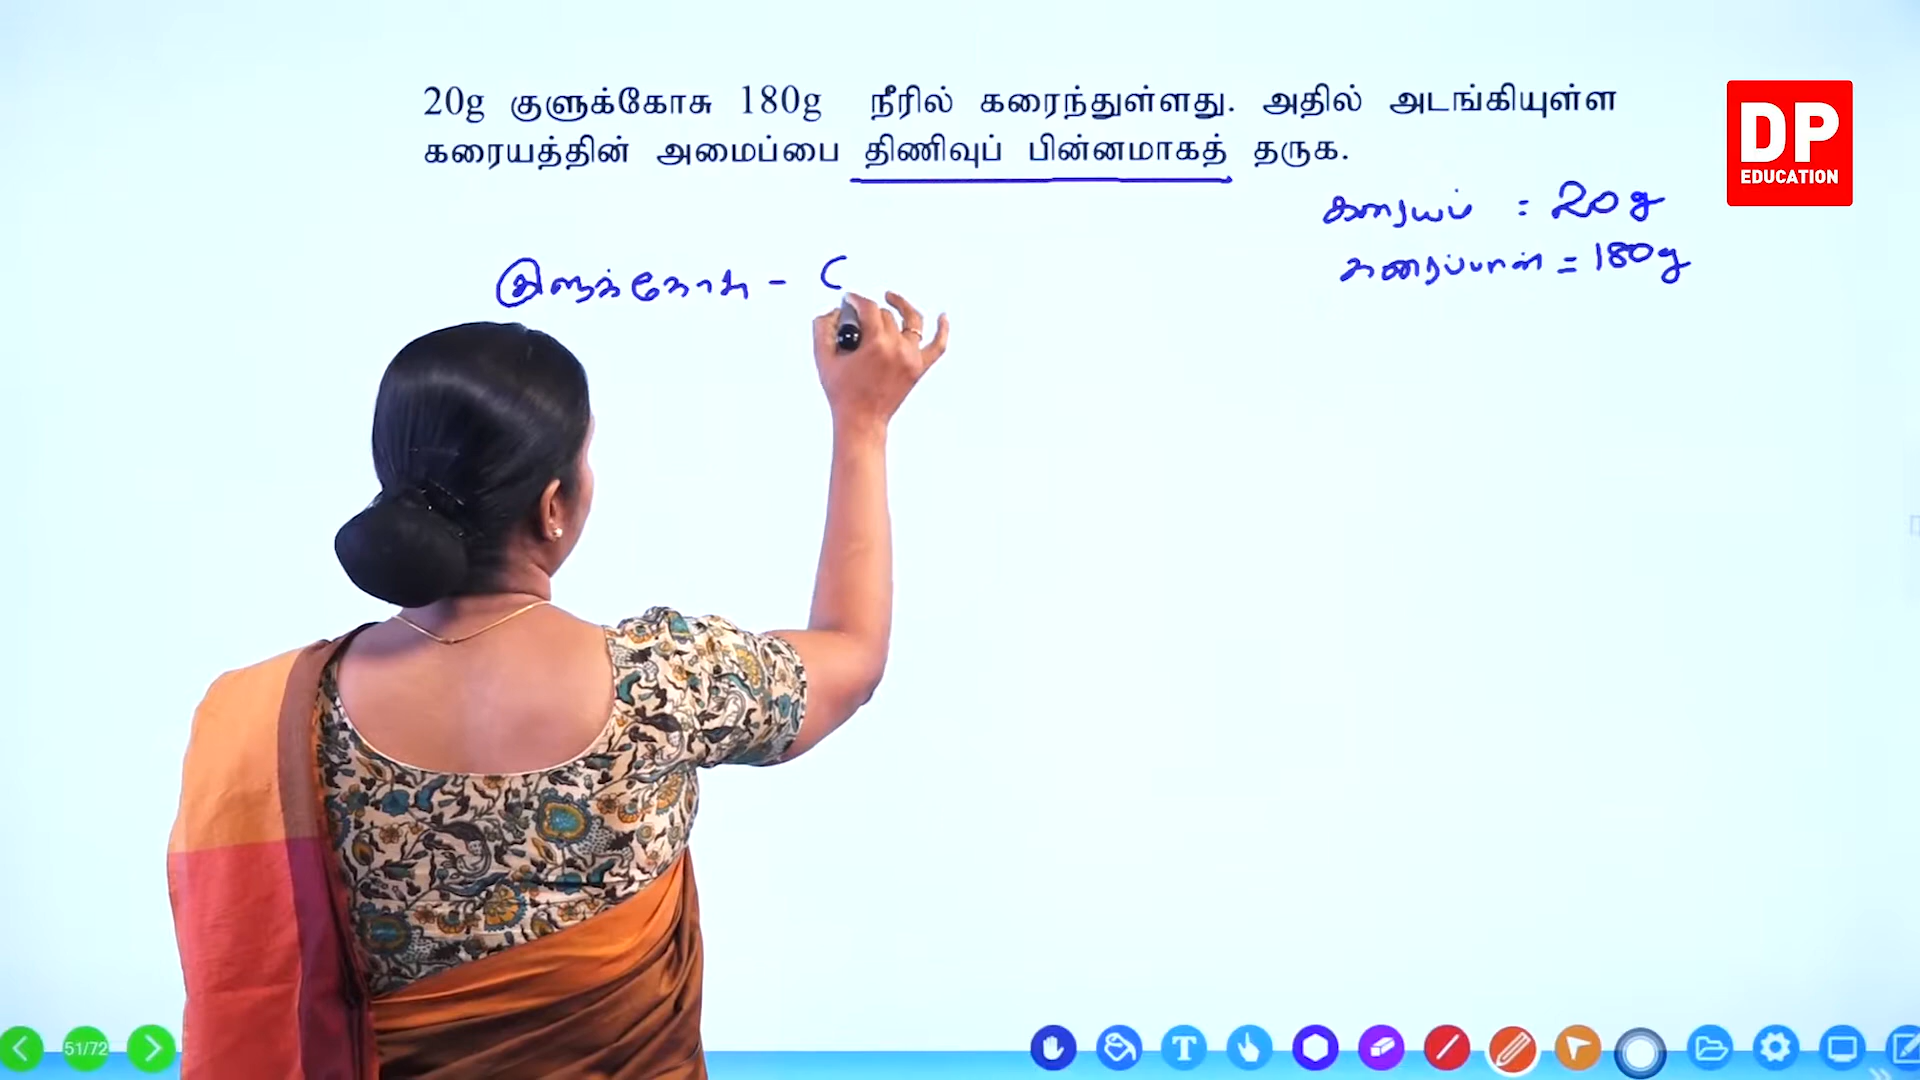 20g குளுக்கோசு 180g நீரில் கரைந்துள்ளது. அதில் அடங்கியுள்ள
கரையத்தின் அமைப்பை திணிவுப் பின்னமாகத் தருக.
DP
EDUCATION
கரையம் = 20g
கரைப்பான் = 180g
குளுக்கோசு - C
51/72
T